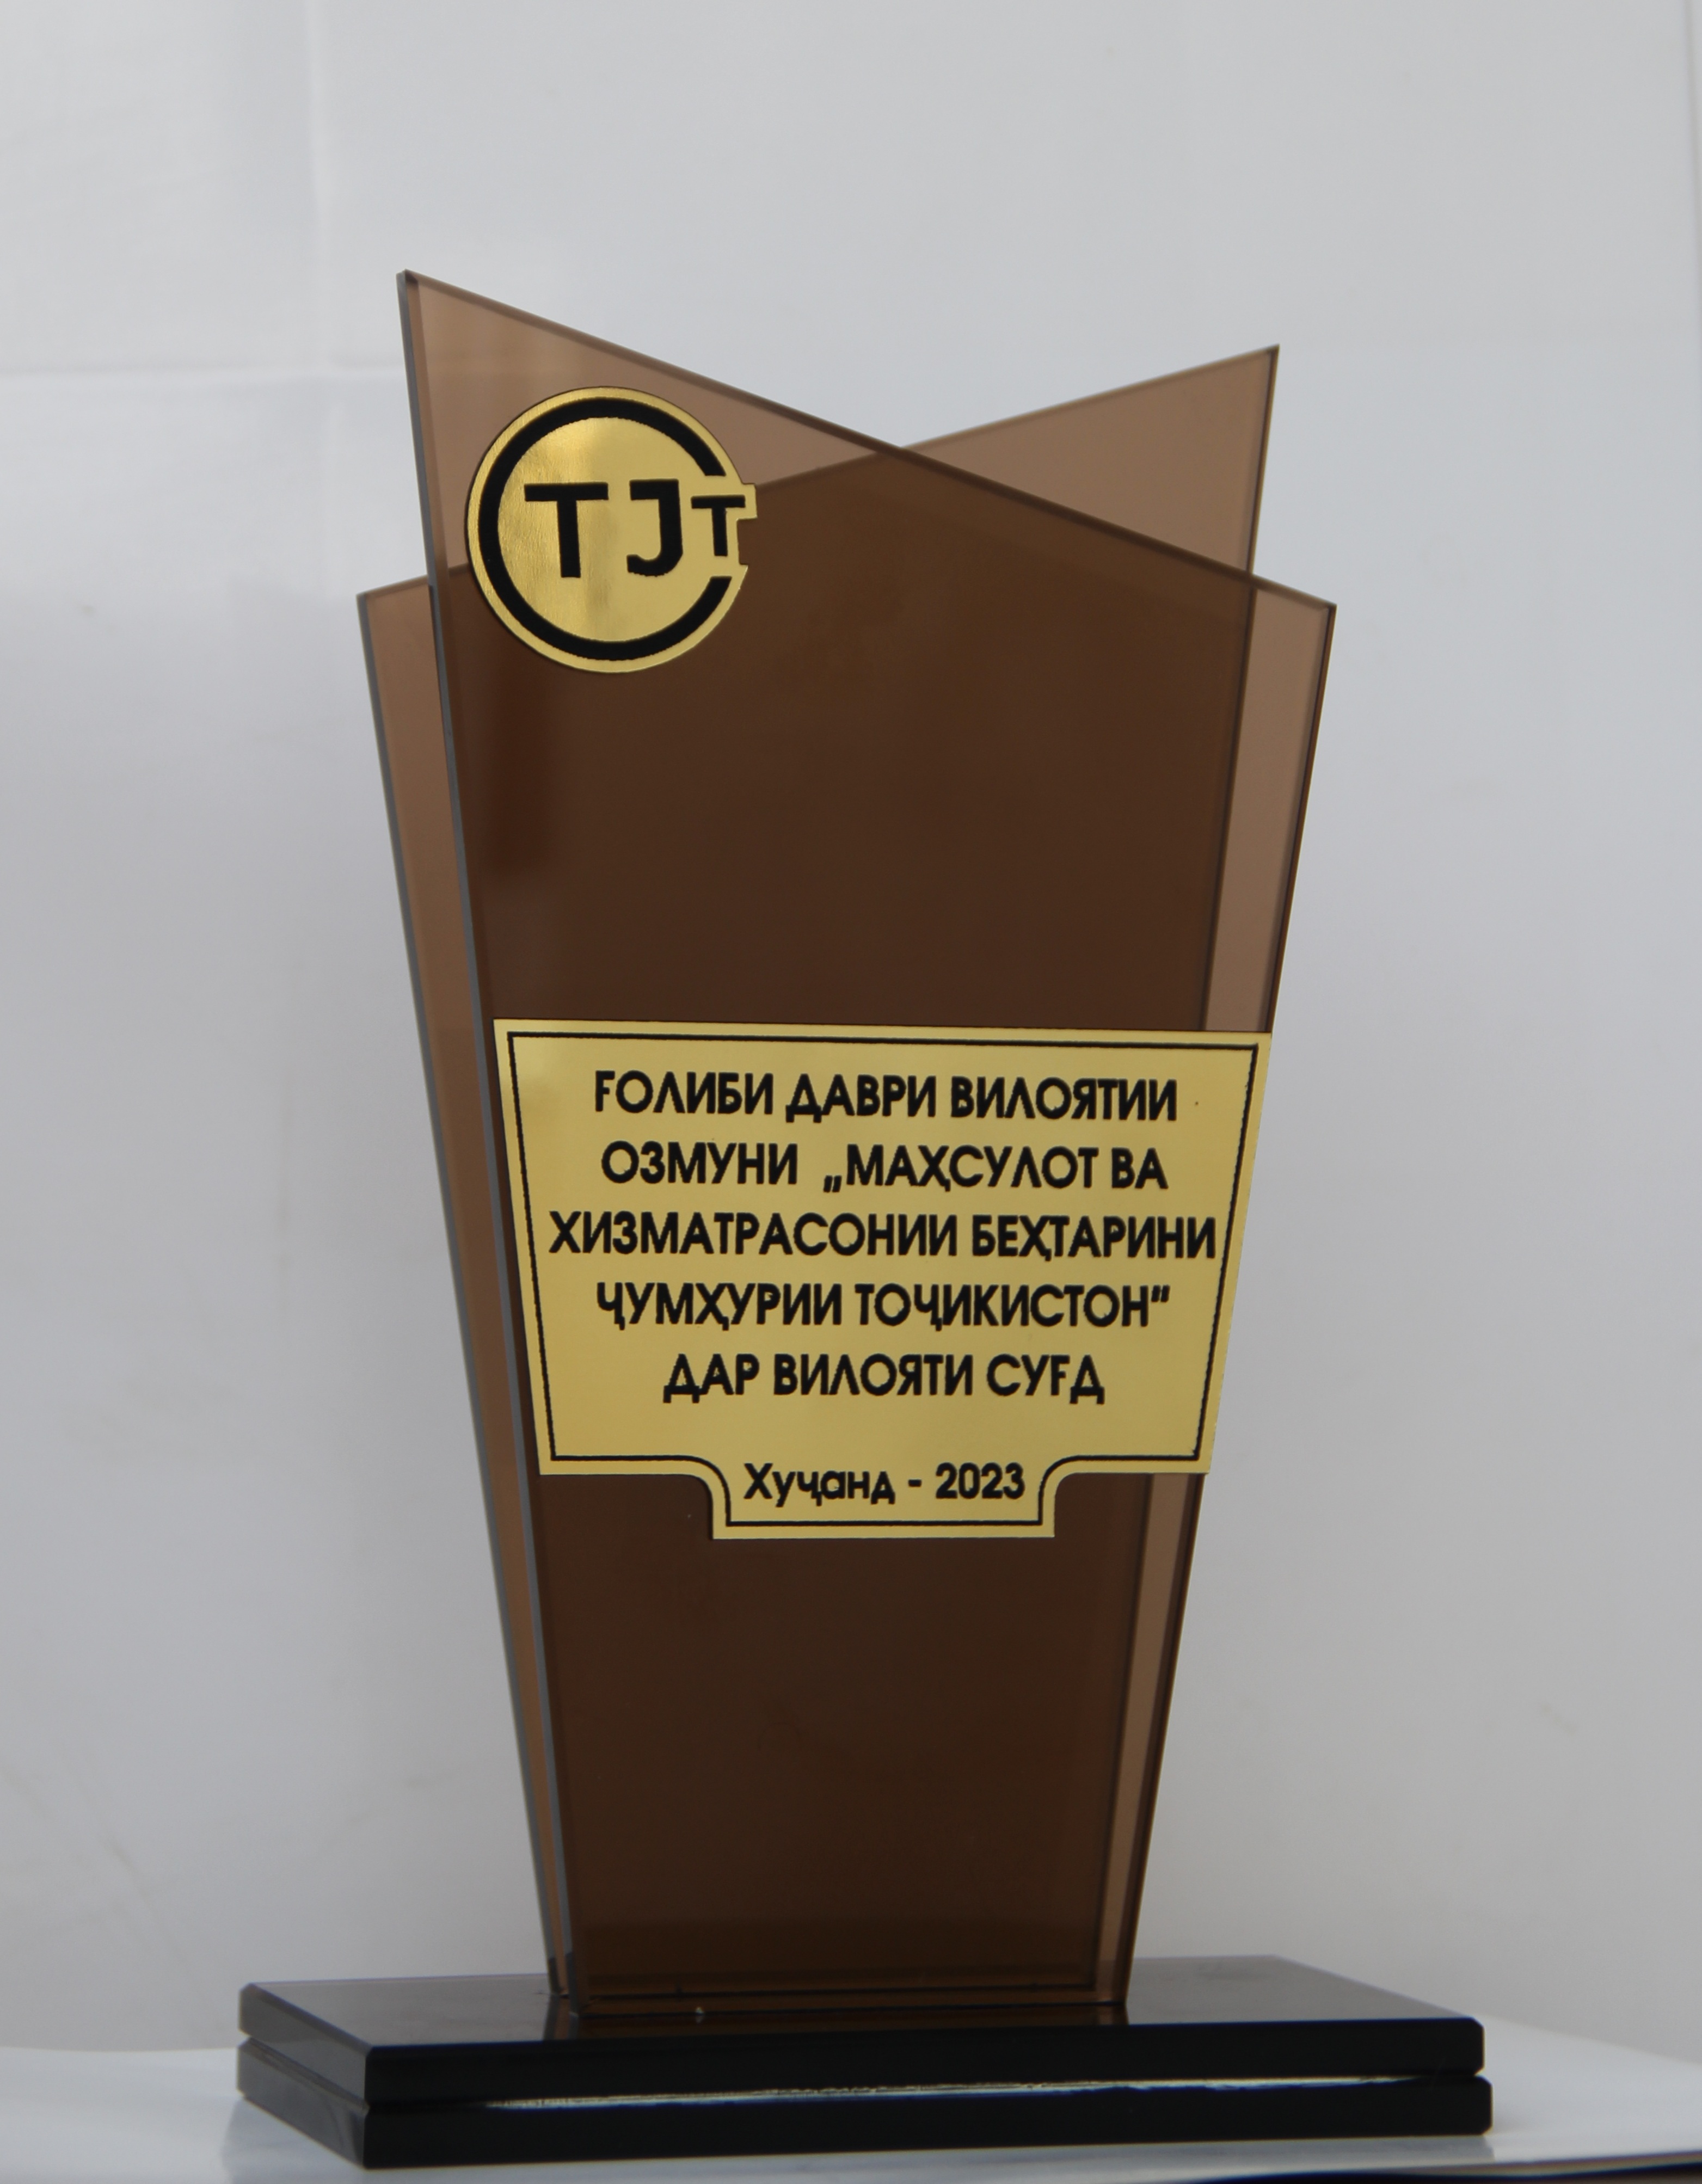 TJT
ҒОЛИБИ ДАВРИ ВИЛОЯТИИ
ОЗМУНИ „МАҲСУЛОТ ВА
ХИЗМАТРАСОНИИ БЕҲТАРИНИ
ҶУМҲУРИИ ТОҶИКИСТОН"
ДАР ВИЛОЯТИ СУҒД
Хуҷанд - 2023